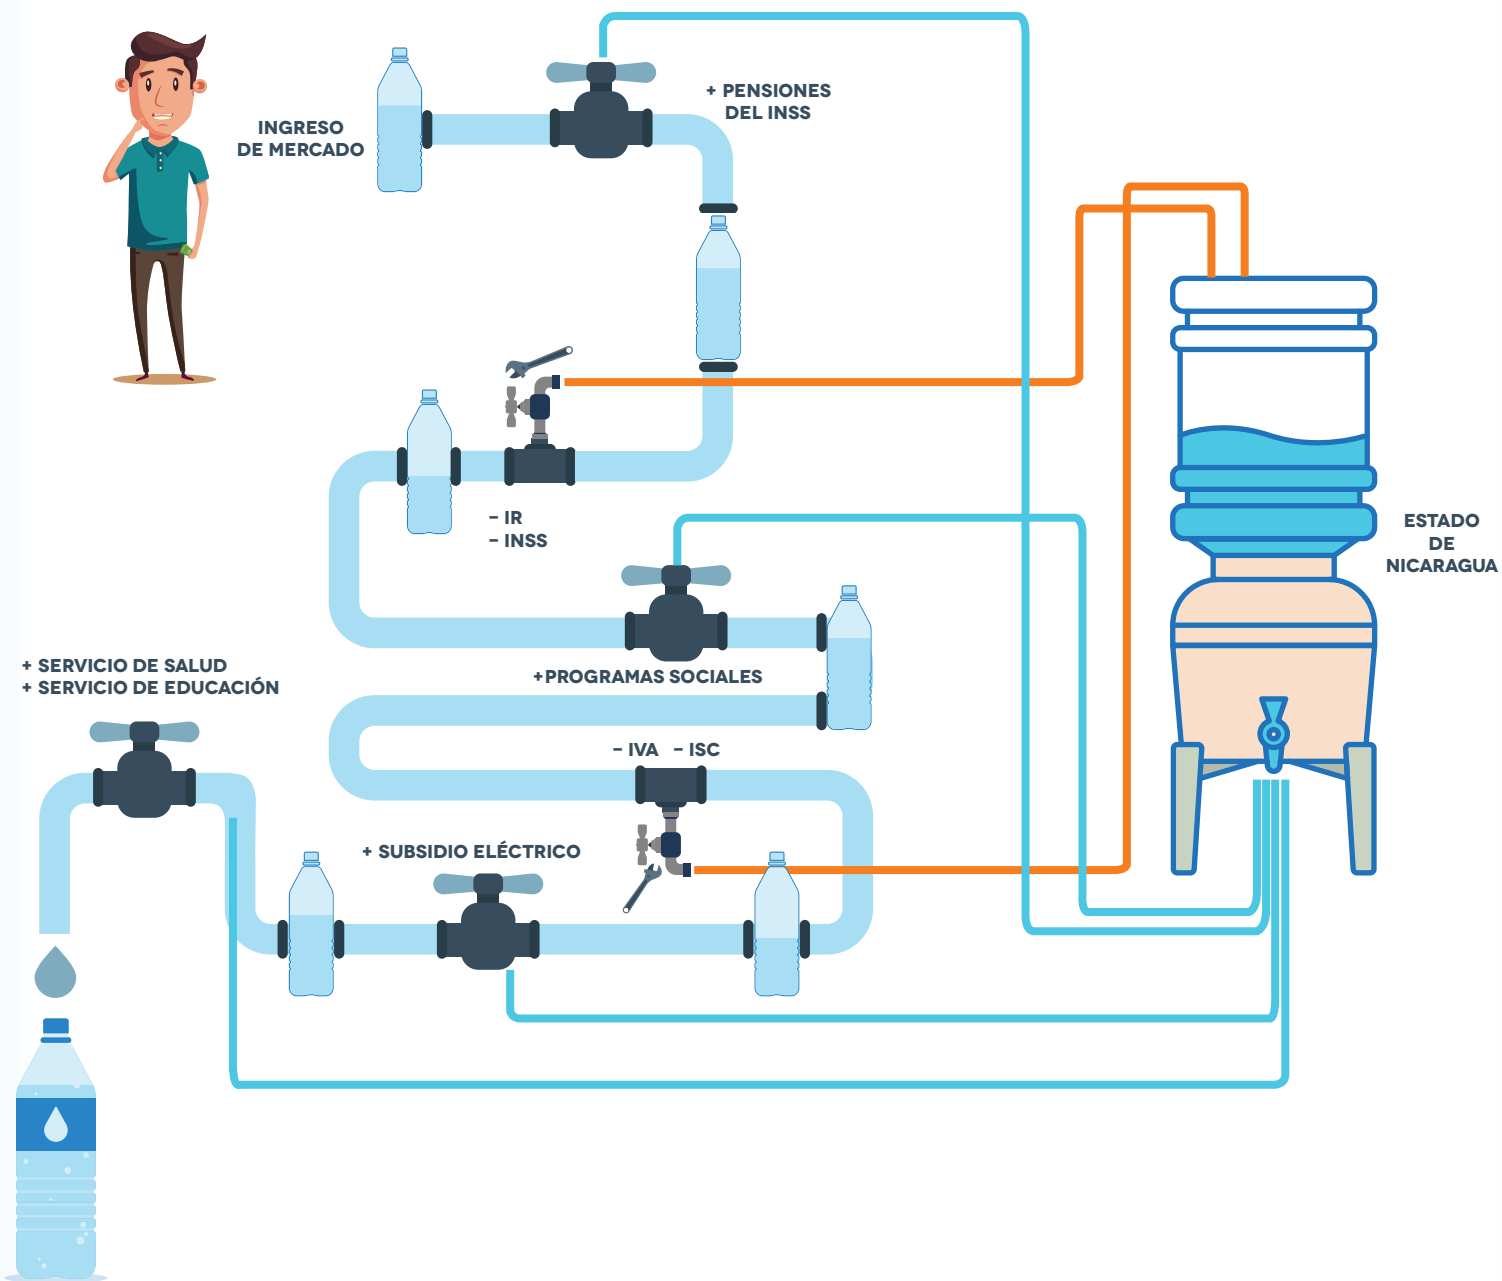 + PENSIONES
DEL INSS
INGRESO
DE MERCADO
- IR
- INSS
ESTADO
DE
NICARAGUA
+ SERVICIO DE SALUD
+ SERVICIO DE EDUCACIÓN
+PROGRAMAS SOCIALES
- IVA - ISC
+ SUBSIDIO ELÉCTRICO